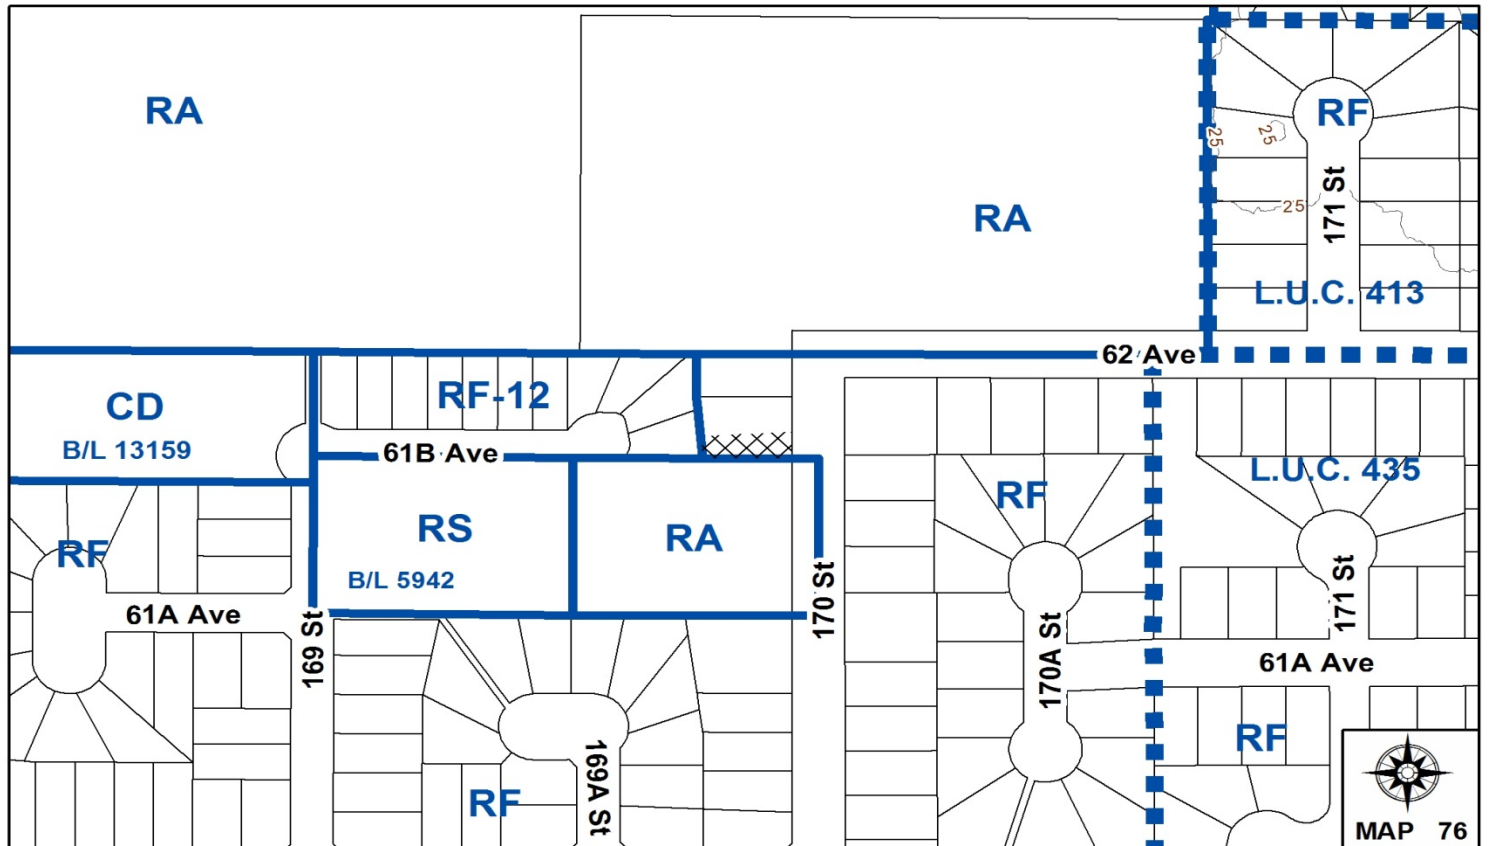 RA
RF
25
25
171 St
25
RA
L.U.C. 413
62 Ave
CD
B/L 13159
RF-12
61B Ave
L.U.C. 435
RF
RS
RA
RF
B/L 5942
61A Ave
169 St
170 St
171 St
170A St
61A Ave
RF
169A St
RF
MAP 76